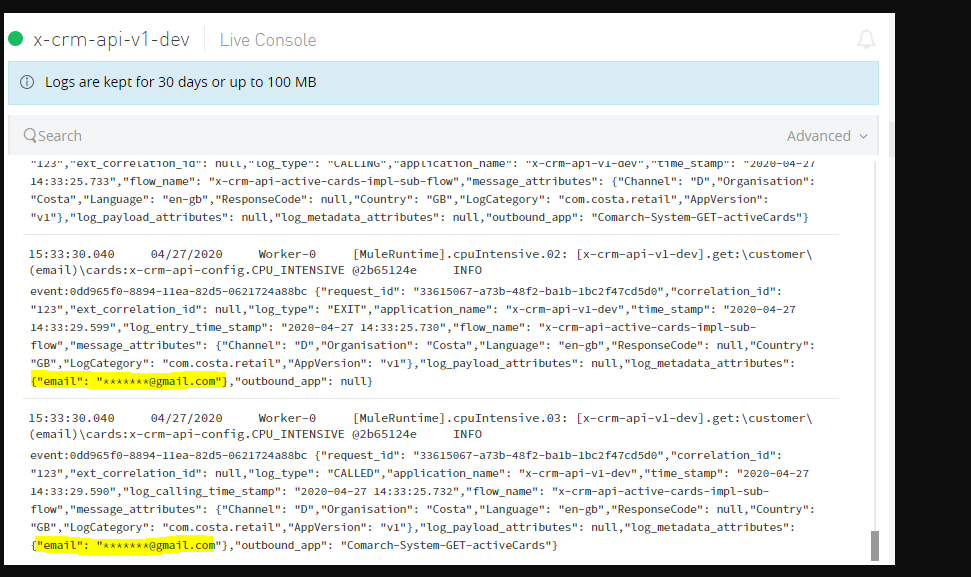 x-crm-api-v1-dev Live Console
Logs are kept for 30 days or up to 100 MB
Search Advanced
"123","ext_correlation_id": null,"log_type": "CALLING","application_name": "x-crm-api-v1-dev","time_stamp": "2020-04-27
14:33:25.733","flow_name": "x-crm-api-active-cards-impl-sub-flow","message_attributes": {"Channel": "D","Organisation":
"Costa","Language": "en-gb","ResponseCode": null,"Country": "GB","LogCategory": "com.costa.retail","AppVersion":
"v1"},"log_payload_attributes": null,"log_metadata_attributes": null,"outbound_app": "Comarch-System-GET-activeCards"}
15:33:30.040 04/27/2020 Worker-0 [MuleRuntime].cpuIntensive.02: [x-crm-api-v1-dev].get:\customer\
(email)\cards:x-crm-api-config.CPU_INTENSIVE @2b65124e INFO
event:0dd965f0-8894-11ea-82d5-0621724a88bc {"request_id": "33615067-a73b-48f2-ba1b-1bc2f47cd5d0","correlation_id":
"123","ext_correlation_id": null,"log_type": "EXIT","application_name": "x-crm-api-v1-dev","time_stamp": "2020-04-27
14:33:29.599","log_entry_time_stamp": "2020-04-27 14:33:25.730","flow_name": "x-crm-api-active-cards-impl-sub-
flow","message_attributes": {"Channel": "D","Organisation": "Costa","Language": "en-gb","ResponseCode": null,"Country":
"GB","LogCategory": "com.costa.retail","AppVersion": "v1"},"log_payload_attributes": null,"log_metadata_attributes":
{"email": "*******@gmail.com"},"outbound_app": null}
15:33:30.040 04/27/2020 Worker-0 [MuleRuntime].cpuIntensive.03: [x-crm-api-v1-dev].get:\customer\
(email)\cards:x-crm-api-config.CPU_INTENSIVE @2b65124e INFO
event:0dd965f0-8894-11ea-82d5-0621724a88bc {"request_id": "33615067-a73b-48f2-ba1b-1bc2f47cd5d0","correlation_id":
"123","ext_correlation_id": null,"log_type": "CALLED","application_name": "x-crm-api-v1-dev","time_stamp": "2020-04-27
14:33:29.590","log_calling_time_stamp": "2020-04-27 14:33:25.732","flow_name": "x-crm-api-active-cards-impl-sub-
flow","message_attributes": {"Channel": "D","Organisation": "Costa","Language": "en-gb","ResponseCode": null,"Country":
"GB","LogCategory": "com.costa.retail","AppVersion": "v1"},"log_payload_attributes": null,"log_metadata_attributes":
{"email": "*******@gmail.com"},"outbound_app": "Comarch-System-GET-activeCards"}